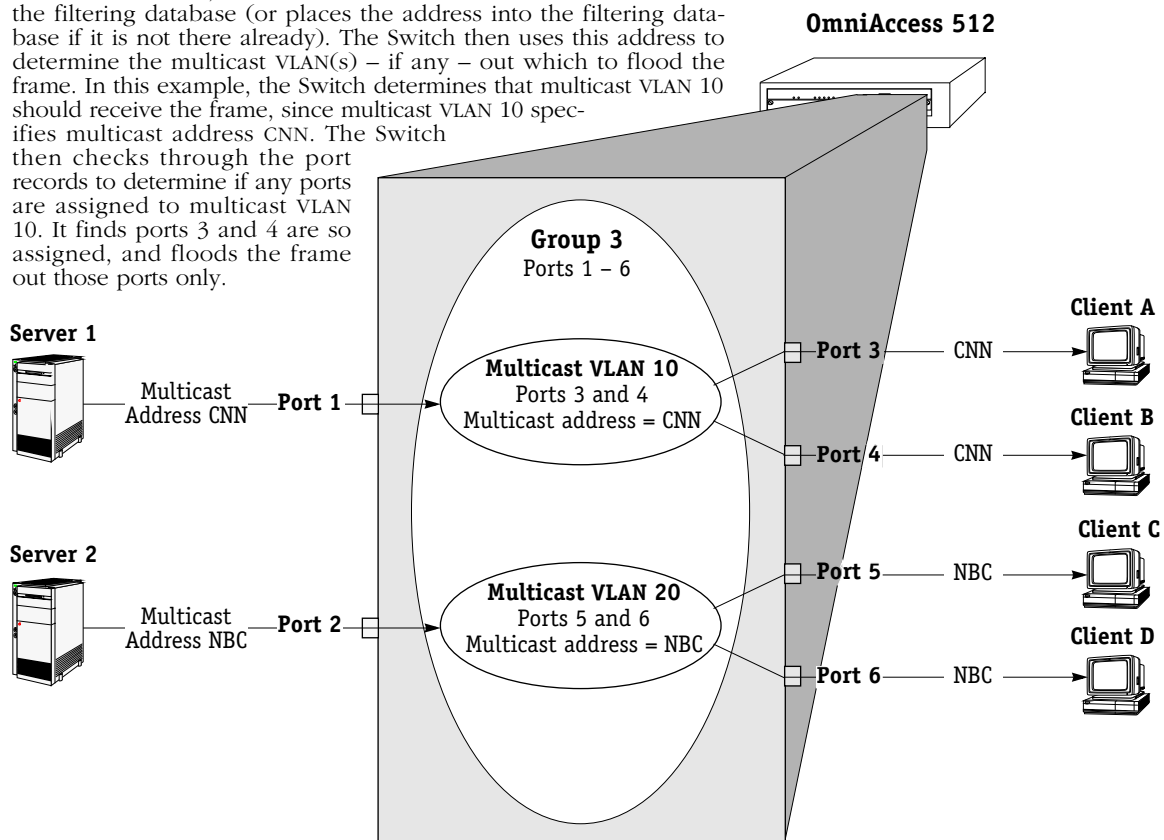 the filtering database (or places the address into the filtering data-
base if it is not there already). The Switch then uses this address to
determine the multicast VLAN(s) – if any – out which to flood the
frame. In this example, the Switch determines that multicast VLAN 10
should receive the frame, since multicast VLAN 10 spec-
ifies multicast address CNN. The Switch
then checks through the port
records to determine if any ports
are assigned to multicast VLAN
10. It finds ports 3 and 4 are so
assigned, and floods the frame
out those ports only.
OmniAccess 512
Group 3
Ports 1 – 6
Server 1
Multicast
Address CNN
Port 1
Multicast VLAN 10
Ports 3 and 4
Multicast address = CNN
Port 3
CNN
Client A
Port 4
CNN
Client B
Server 2
Multicast
Address NBC
Port 2
Multicast VLAN 20
Ports 5 and 6
Multicast address = NBC
Port 5
NBC
Client C
Port 6
NBC
Client D